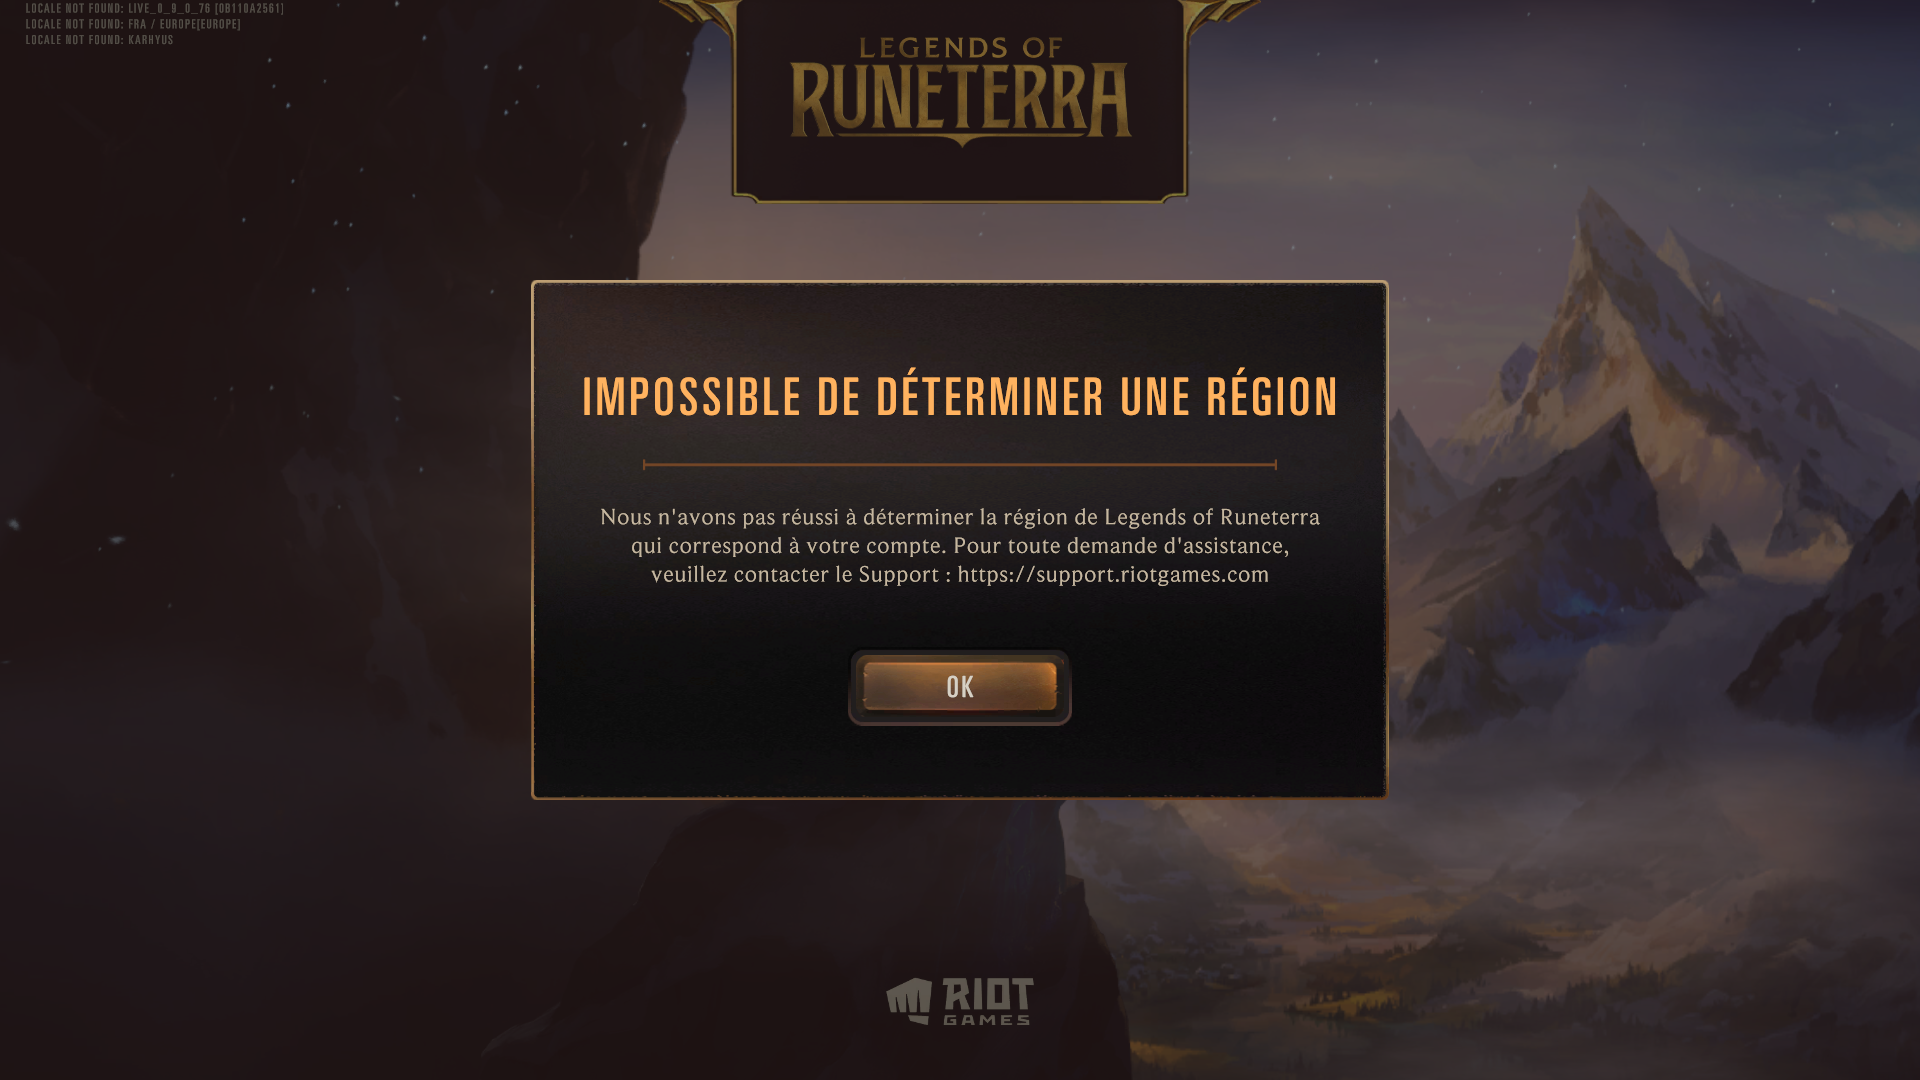 LOCALE NOT FOUND: LIVE_0_9_0_76 [0B110A2561]
LOCALE NOT FOUND: FRA / EUROPE[EUROPE]
LOCALE NOT FOUND: KARHYUS
LEGENDS OF
RUNETERRA
IMPOSSIBLE DE DÉTERMINER UNE RÉGION
Nous n'avons pas réussi à déterminer la région de Legends of Runeterra
qui correspond à votre compte. Pour toute demande d'assistance,
veuillez contacter le Support : https://support.riotgames.com
OK
RIOT
GAMES